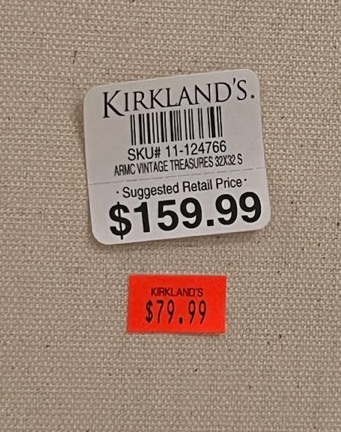 KIRKLAND'S.
SKU# 11-124766
ARMC VINTAGE TREASURES 32X32 S
· Suggested Retail Price ·
$159.99
KIRKLAND'S
$79.99